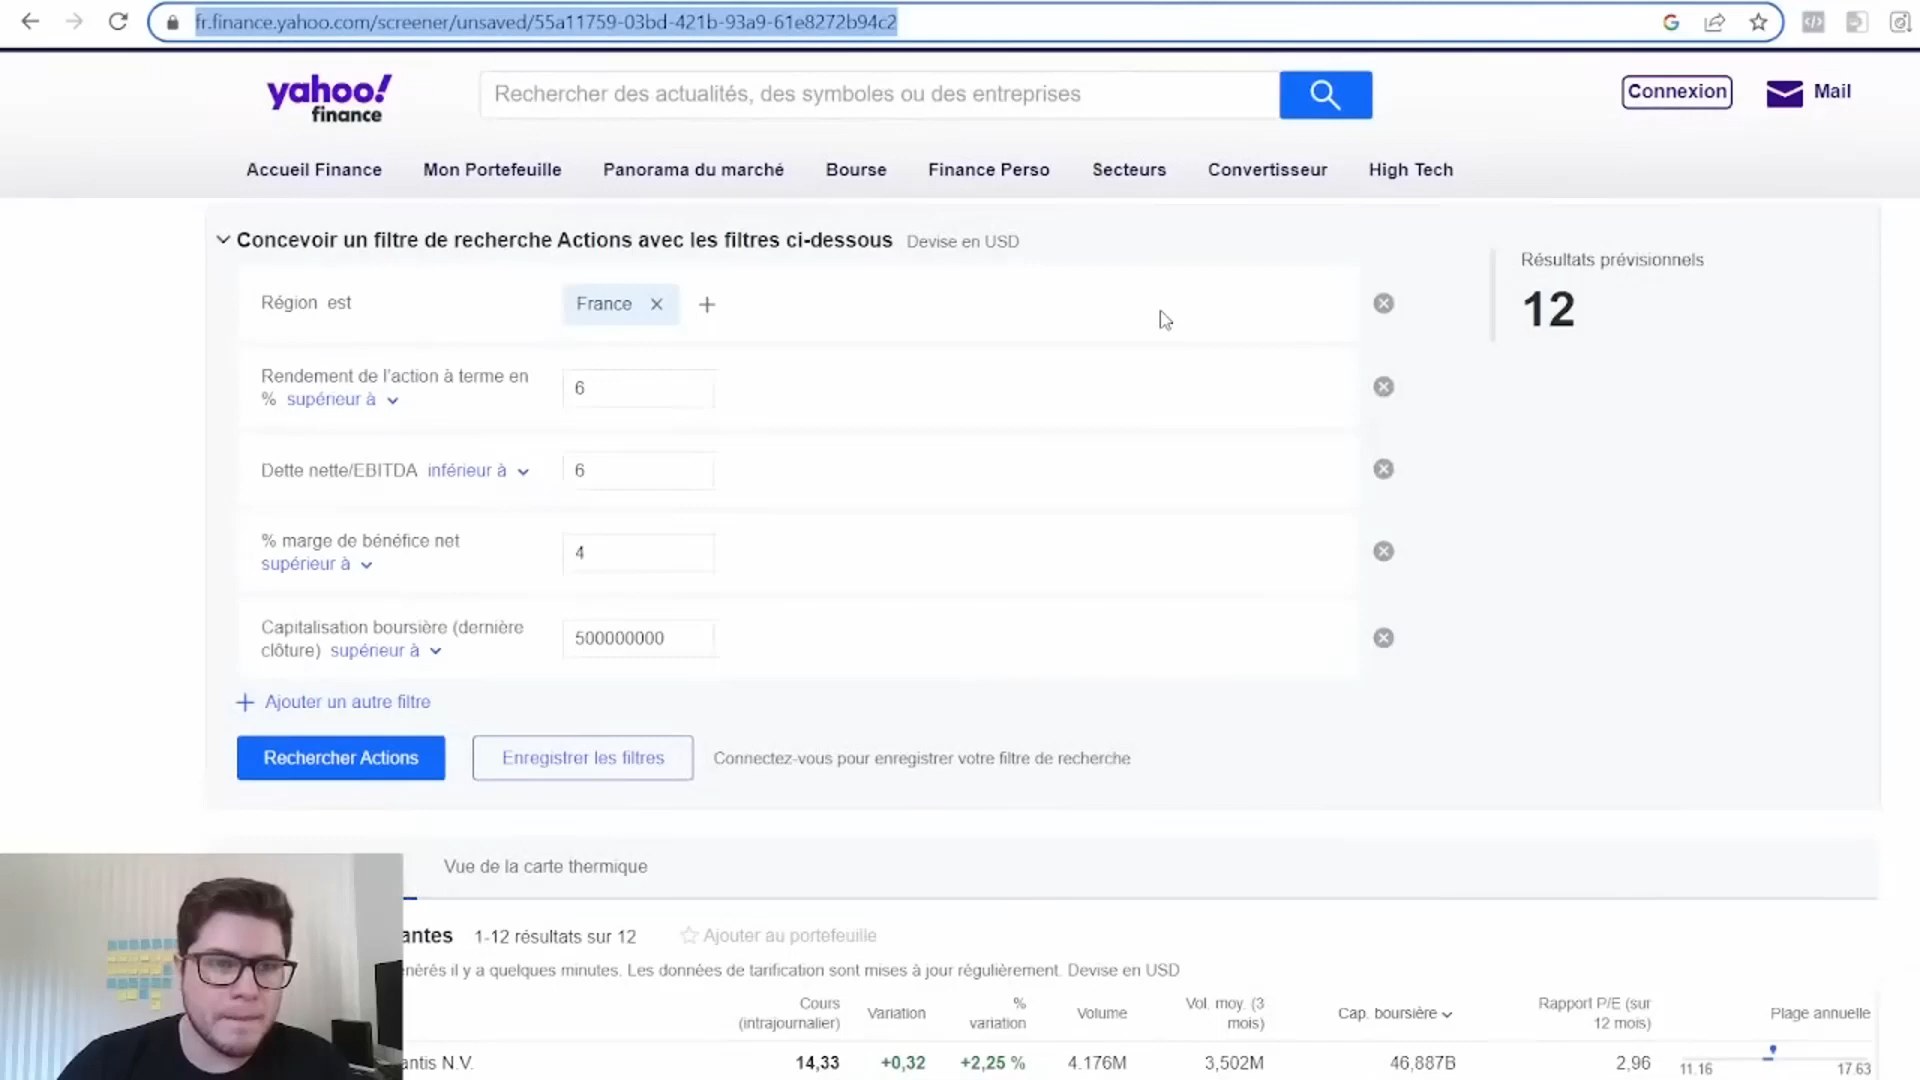 fr.finance.yahoo.com/screener/unsaved/55a11759-03bd-421b-93a9-61e8272b94c2
yahoo!
finance
Rechercher des actualités, des symboles ou des entreprises
Connexion
Mail
Accueil Finance Mon Portefeuille Panorama du marché Bourse Finance Perso Secteurs Convertisseur High Tech
Concevoir un filtre de recherche Actions avec les filtres ci-dessous Devise en USD
Résultats prévisionnels
12
Région est France
Rendement de l'action à terme en
% supérieur à 6
Dette nette/EBITDA inférieur à 6
% marge de bénéfice net
supérieur à 4
Capitalisation boursière (dernière
clôture) supérieur à 500000000
Ajouter un autre filtre
Rechercher Actions Enregistrer les filtres Connectez-vous pour enregistrer votre filtre de recherche
Vue de la carte thermique
antes 1-12 résultats sur 12 Ajouter au portefeuille
nérés il y a quelques minutes. Les données de tarification sont mises à jour régulièrement. Devise en USD
Cours
(intrajournalier)
Variation
%
variation
Volume
Vol. moy. (3
mois)
Cap. boursière
Rapport P/E (sur
12 mois)
Plage annuelle
antis N.V. 14,33 +0,32 +2,25 % 4.176M 3,502M 46,887B 2,96 11.16 17.63